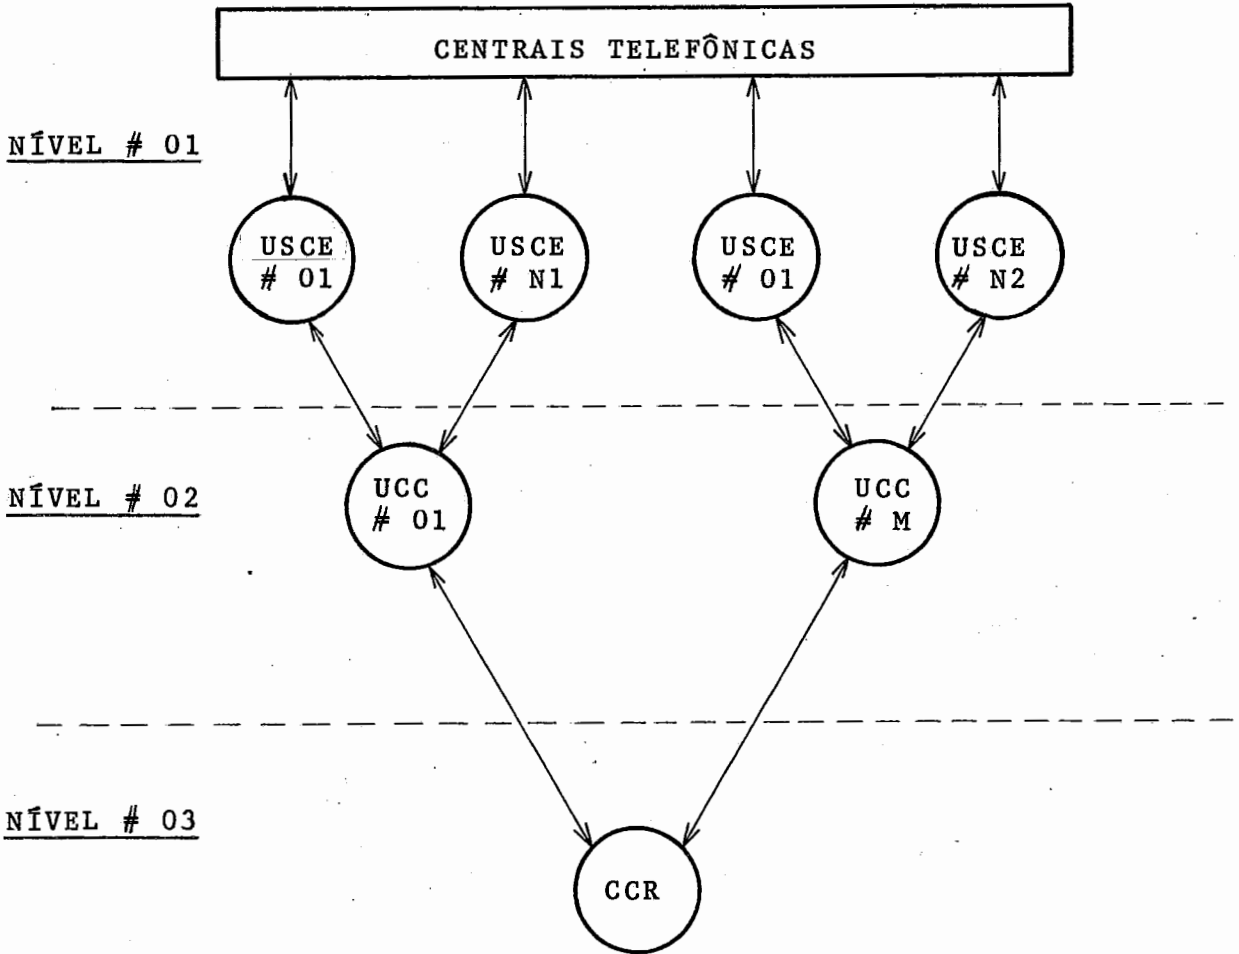 CENTRAIS TELEFÔNICAS
NÍVEL # 01
USCE
# 01
USCE
# N1
USCE
# 01
USCE
# N2
NÍVEL # 02
UCC
# 01
UCC
# M
NÍVEL # 03
CCR